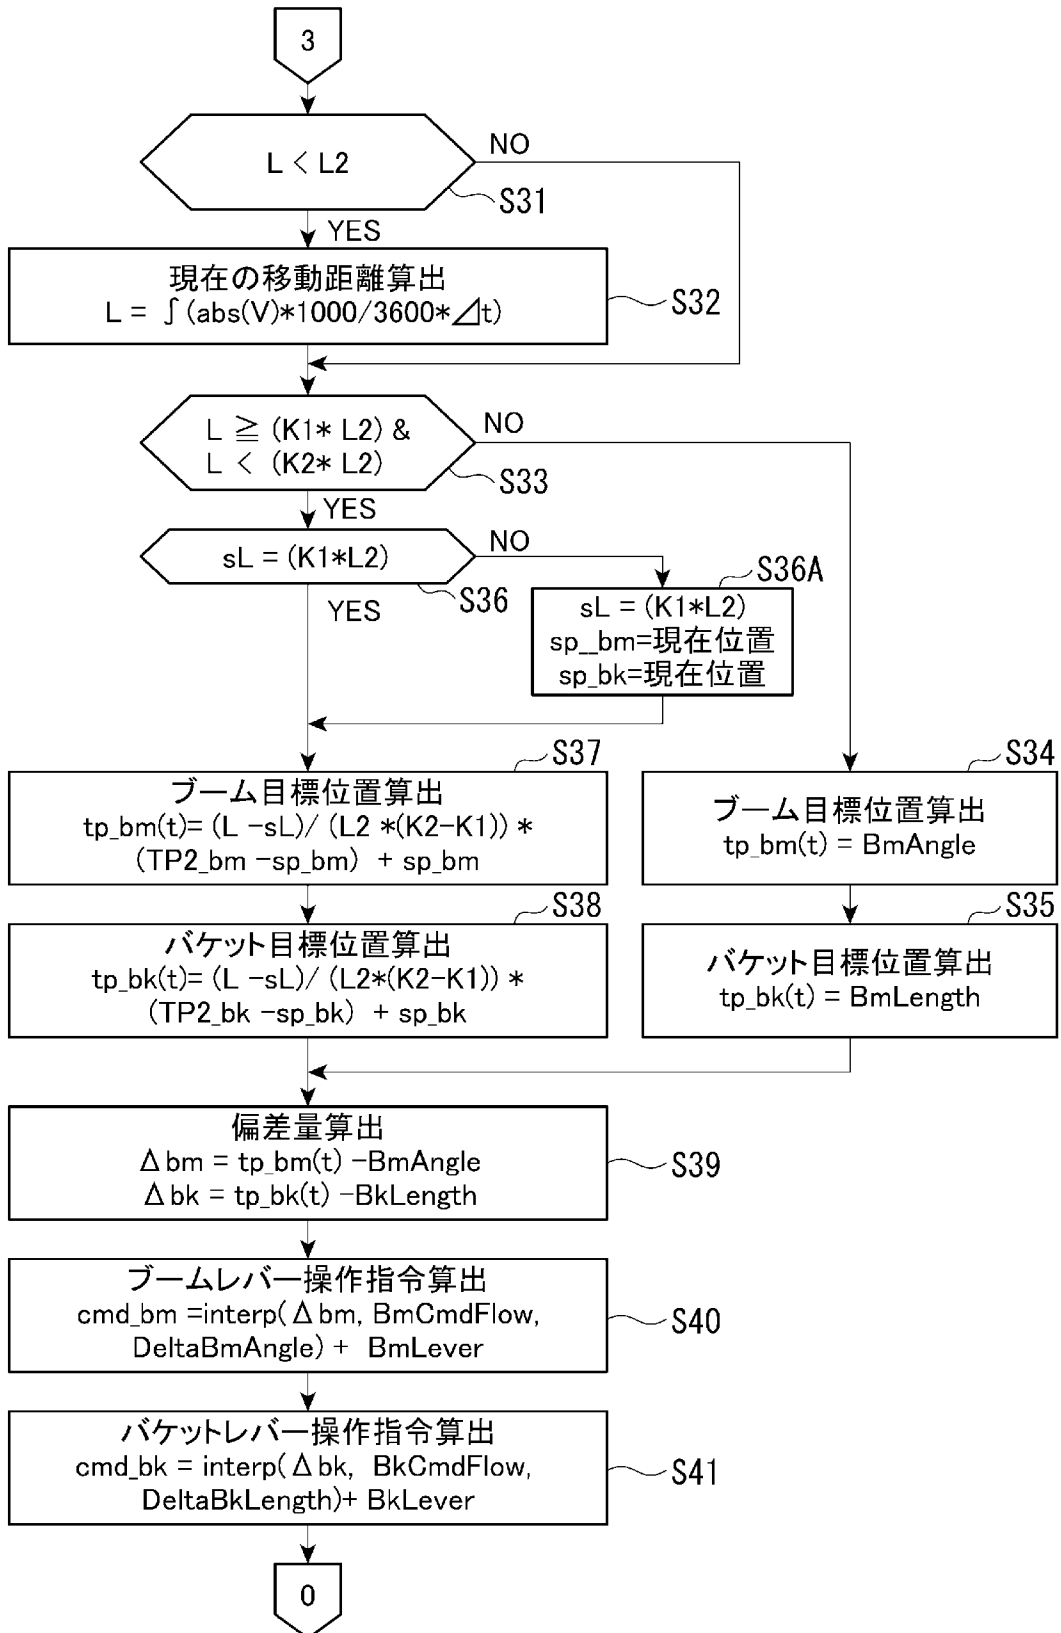 3
L < L2
NO
S31
YES
現在の移動距離算出
L = ∫(abs(V)*1000/3600*⊿t)
S32
L ≧ (K1* L2) &
L < (K2* L2)
NO
S33
YES
sL = (K1*L2)
NO
S36
YES
S36A
sL = (K1*L2)
sp__bm=現在位置
sp_bk=現在位置
S37
ブーム目標位置算出
tp_bm(t)= (L -sL)/ (L2 *(K2-K1)) *
(TP2_bm -sp_bm) + sp_bm
S34
ブーム目標位置算出
tp_bm(t) = BmAngle
S38
バケット目標位置算出
tp_bk(t)= (L -sL)/ (L2*(K2-K1)) *
(TP2_bk -sp_bk) + sp_bk
S35
バケット目標位置算出
tp_bk(t) = BmLength
偏差量算出
Δbm = tp_bm(t) -BmAngle
Δbk = tp_bk(t) -BkLength
S39
ブームレバー操作指令算出
cmd_bm =interp(Δbm, BmCmdFlow,
DeltaBmAngle) + BmLever
S40
バケットレバー操作指令算出
cmd_bk = interp(Δbk, BkCmdFlow,
DeltaBkLength)+ BkLever
S41
0